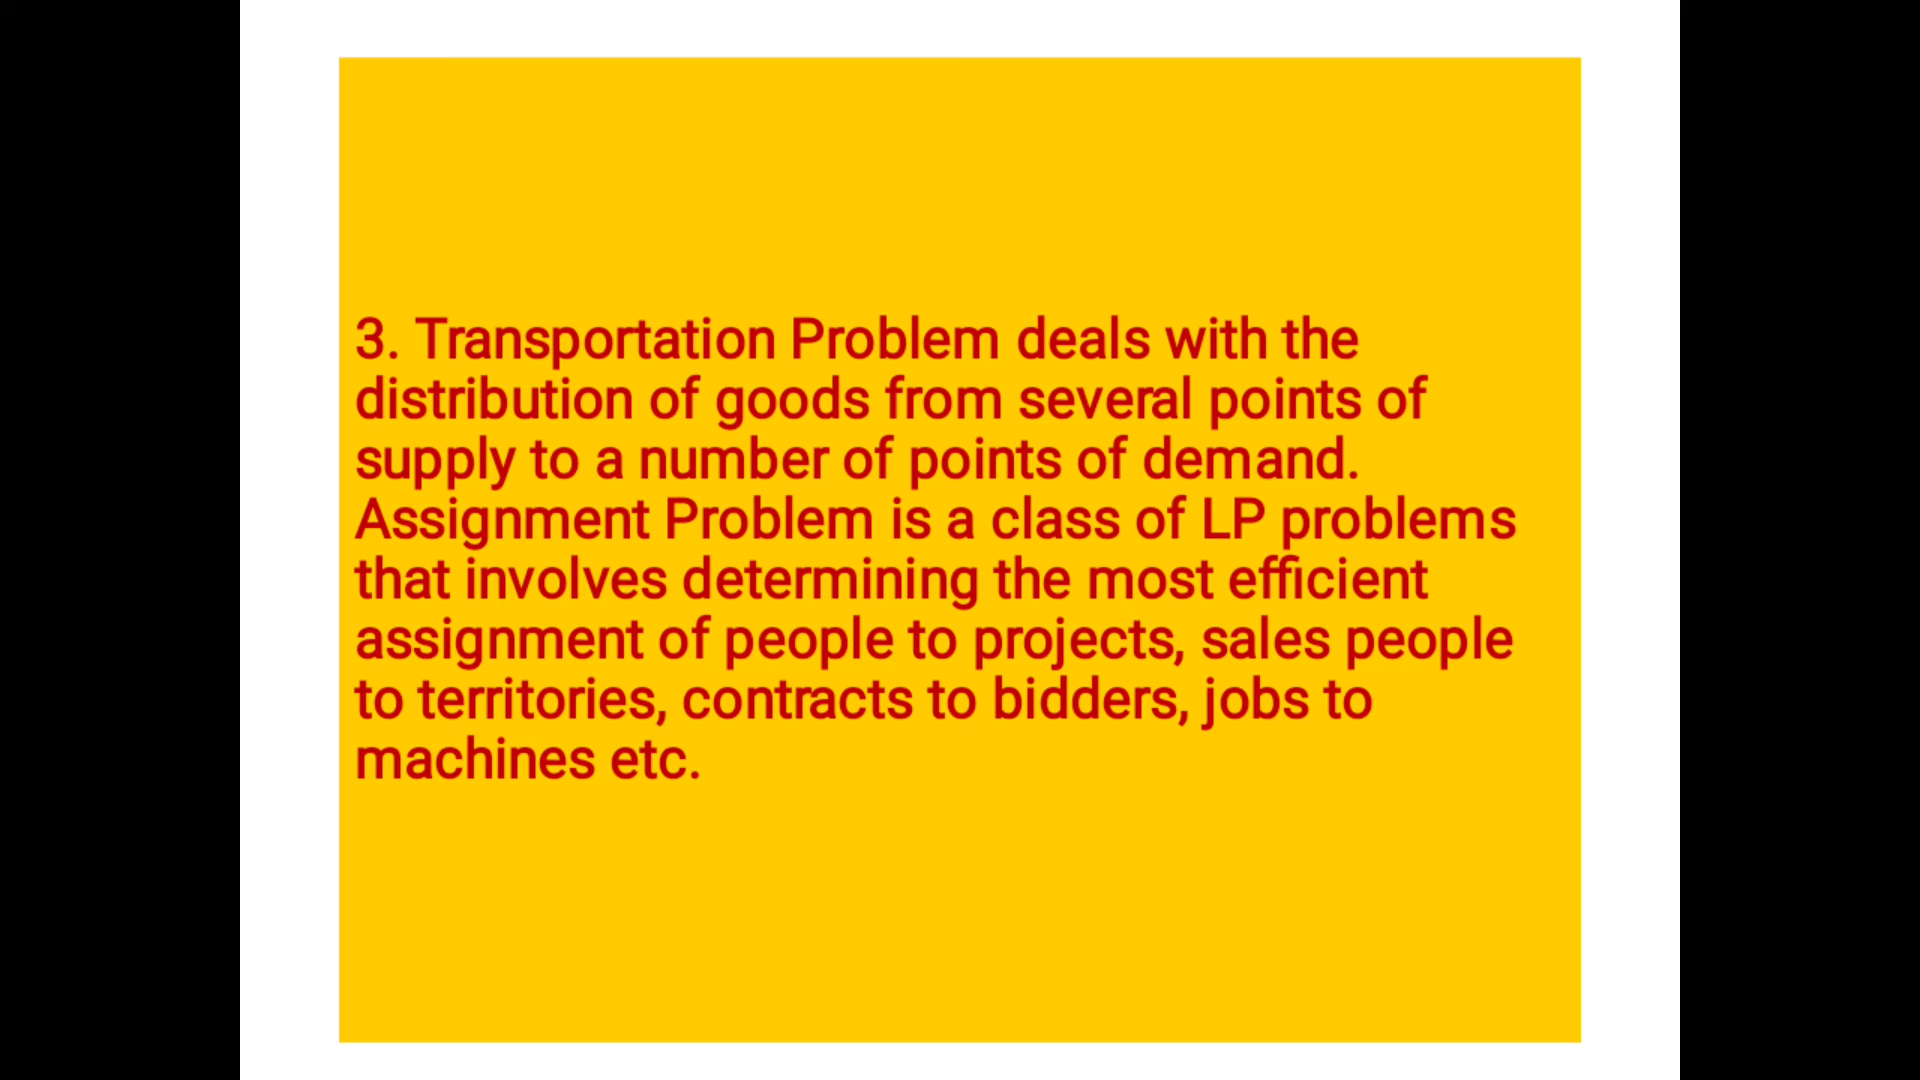 3. Transportation Problem deals with the
distribution of goods from several points of
supply to a number of points of demand.
Assignment Problem is a class of LP problems
that involves determining the most efficient
assignment of people to projects, sales people
to territories, contracts to bidders, jobs to
machines etc.